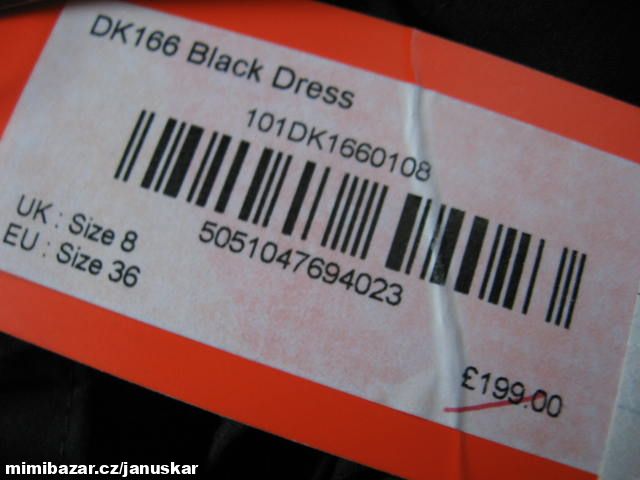 DK166 Black Dress
101DK1660108
5051047694023
UK : Size 8
EU : Size 36
£199.00
mimibazar.cz/januskar